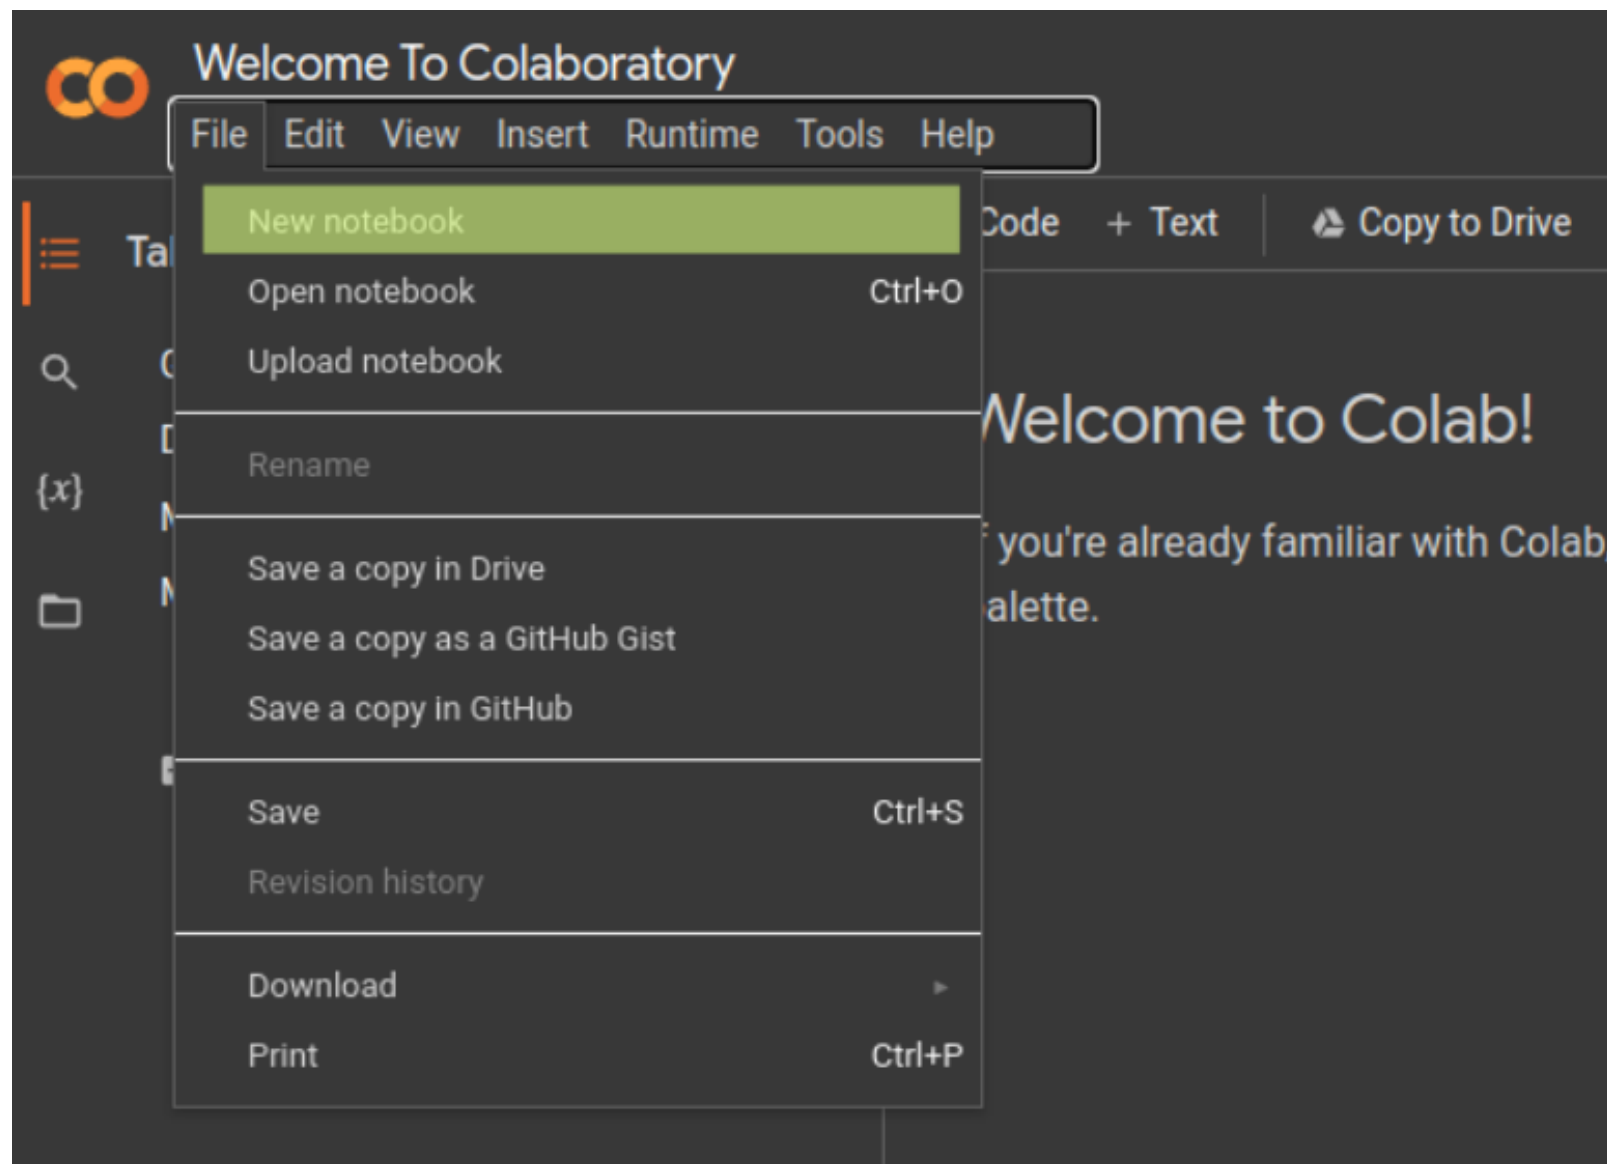 Welcome To Colaboratory
File Edit View Insert Runtime Tools Help
New notebook
Code + Text Copy to Drive
Open notebook Ctrl+O
Upload notebook
Welcome to Colab!
Rename
{x}
you're already familiar with Colab,
Save a copy in Drive
alette.
Save a copy as a GitHub Gist
Save a copy in GitHub
Save Ctrl+S
Revision history
Download
Print Ctrl+P